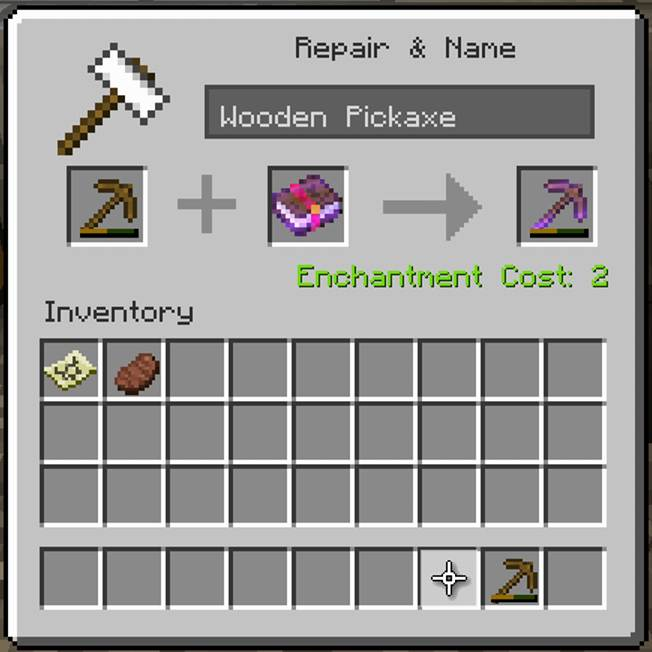 Repair & Name
Wooden Pickaxe
Enchantment Cost: 2
Inventory